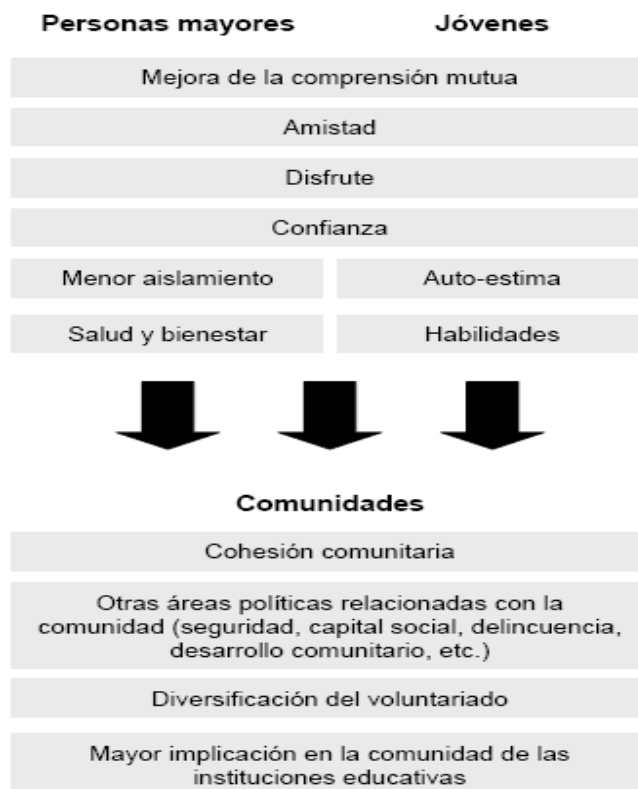 Personas mayores Jóvenes
Mejora de la comprensión mutua
Amistad
Disfrute
Confianza
Menor aislamiento Auto-estima
Salud y bienestar Habilidades
Comunidades
Cohesión comunitaria
Otras áreas políticas relacionadas con la
comunidad (seguridad, capital social, delincuencia,
desarrollo comunitario, etc.)
Diversificación del voluntariado
Mayor implicación en la comunidad de las
instituciones educativas